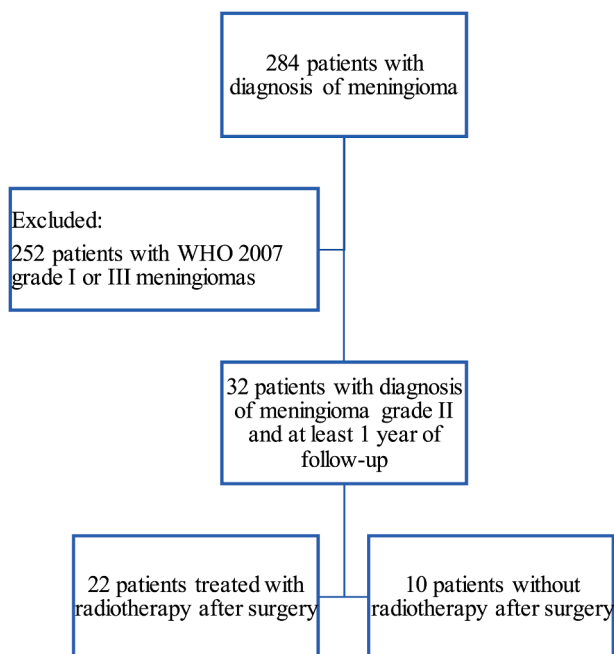 284 patients with
diagnosis of meningioma
Excluded:
252 patients with WHO 2007
grade I or III meningiomas
32 patients with diagnosis
of meningioma grade II
and at least 1 year of
follow-up
22 patients treated with
radiotherapy after surgery
10 patients without
radiotherapy after surgery